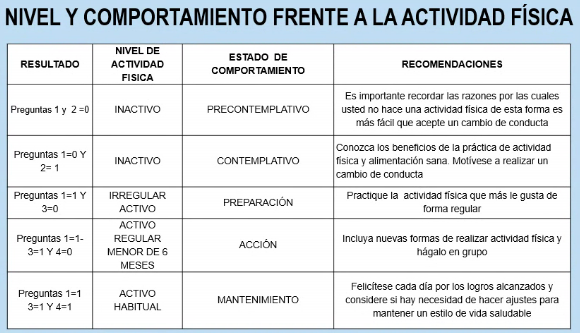 NIVEL Y COMPORTAMIENTO FRENTE A LA ACTIVIDAD FÍSICA
RESULTADO
NIVEL DE
ACTIVIDAD
FISICA
ESTADO DE
COMPORTAMIENTO
RECOMENDACIONES
Preguntas 1 y 2 =0
INACTIVO
PRECONTEMPLATIVO
Es importante recordar las razones por las cuales
usted no hace una actividad física de esta forma es
más fácil que acepte un cambio de conducta
Preguntas 1=0 Y
2= 1
INACTIVO
CONTEMPLATIVO
Conozca los beneficios de la práctica de actividad
física y alimentación sana. Motívese a realizar un
cambio de conducta
Preguntas 1=1 Y
3=0
IRREGULAR
ACTIVO
PREPARACIÓN
Practique la actividad física que más le gusta de
forma regular
Preguntas 1=1-
3=1 Y 4=0
ACTIVO
REGULAR
MENOR DE 6
MESES
ACCIÓN
Incluya nuevas formas de realizar actividad física y
hágalo en grupo
Preguntas 1=1
3=1 Y 4=1
ACTIVO
HABITUAL
MANTENIMIENTO
Felicítese cada día por los logros alcanzados y
considere si hay necesidad de hacer ajustes para
mantener un estilo de vida saludable